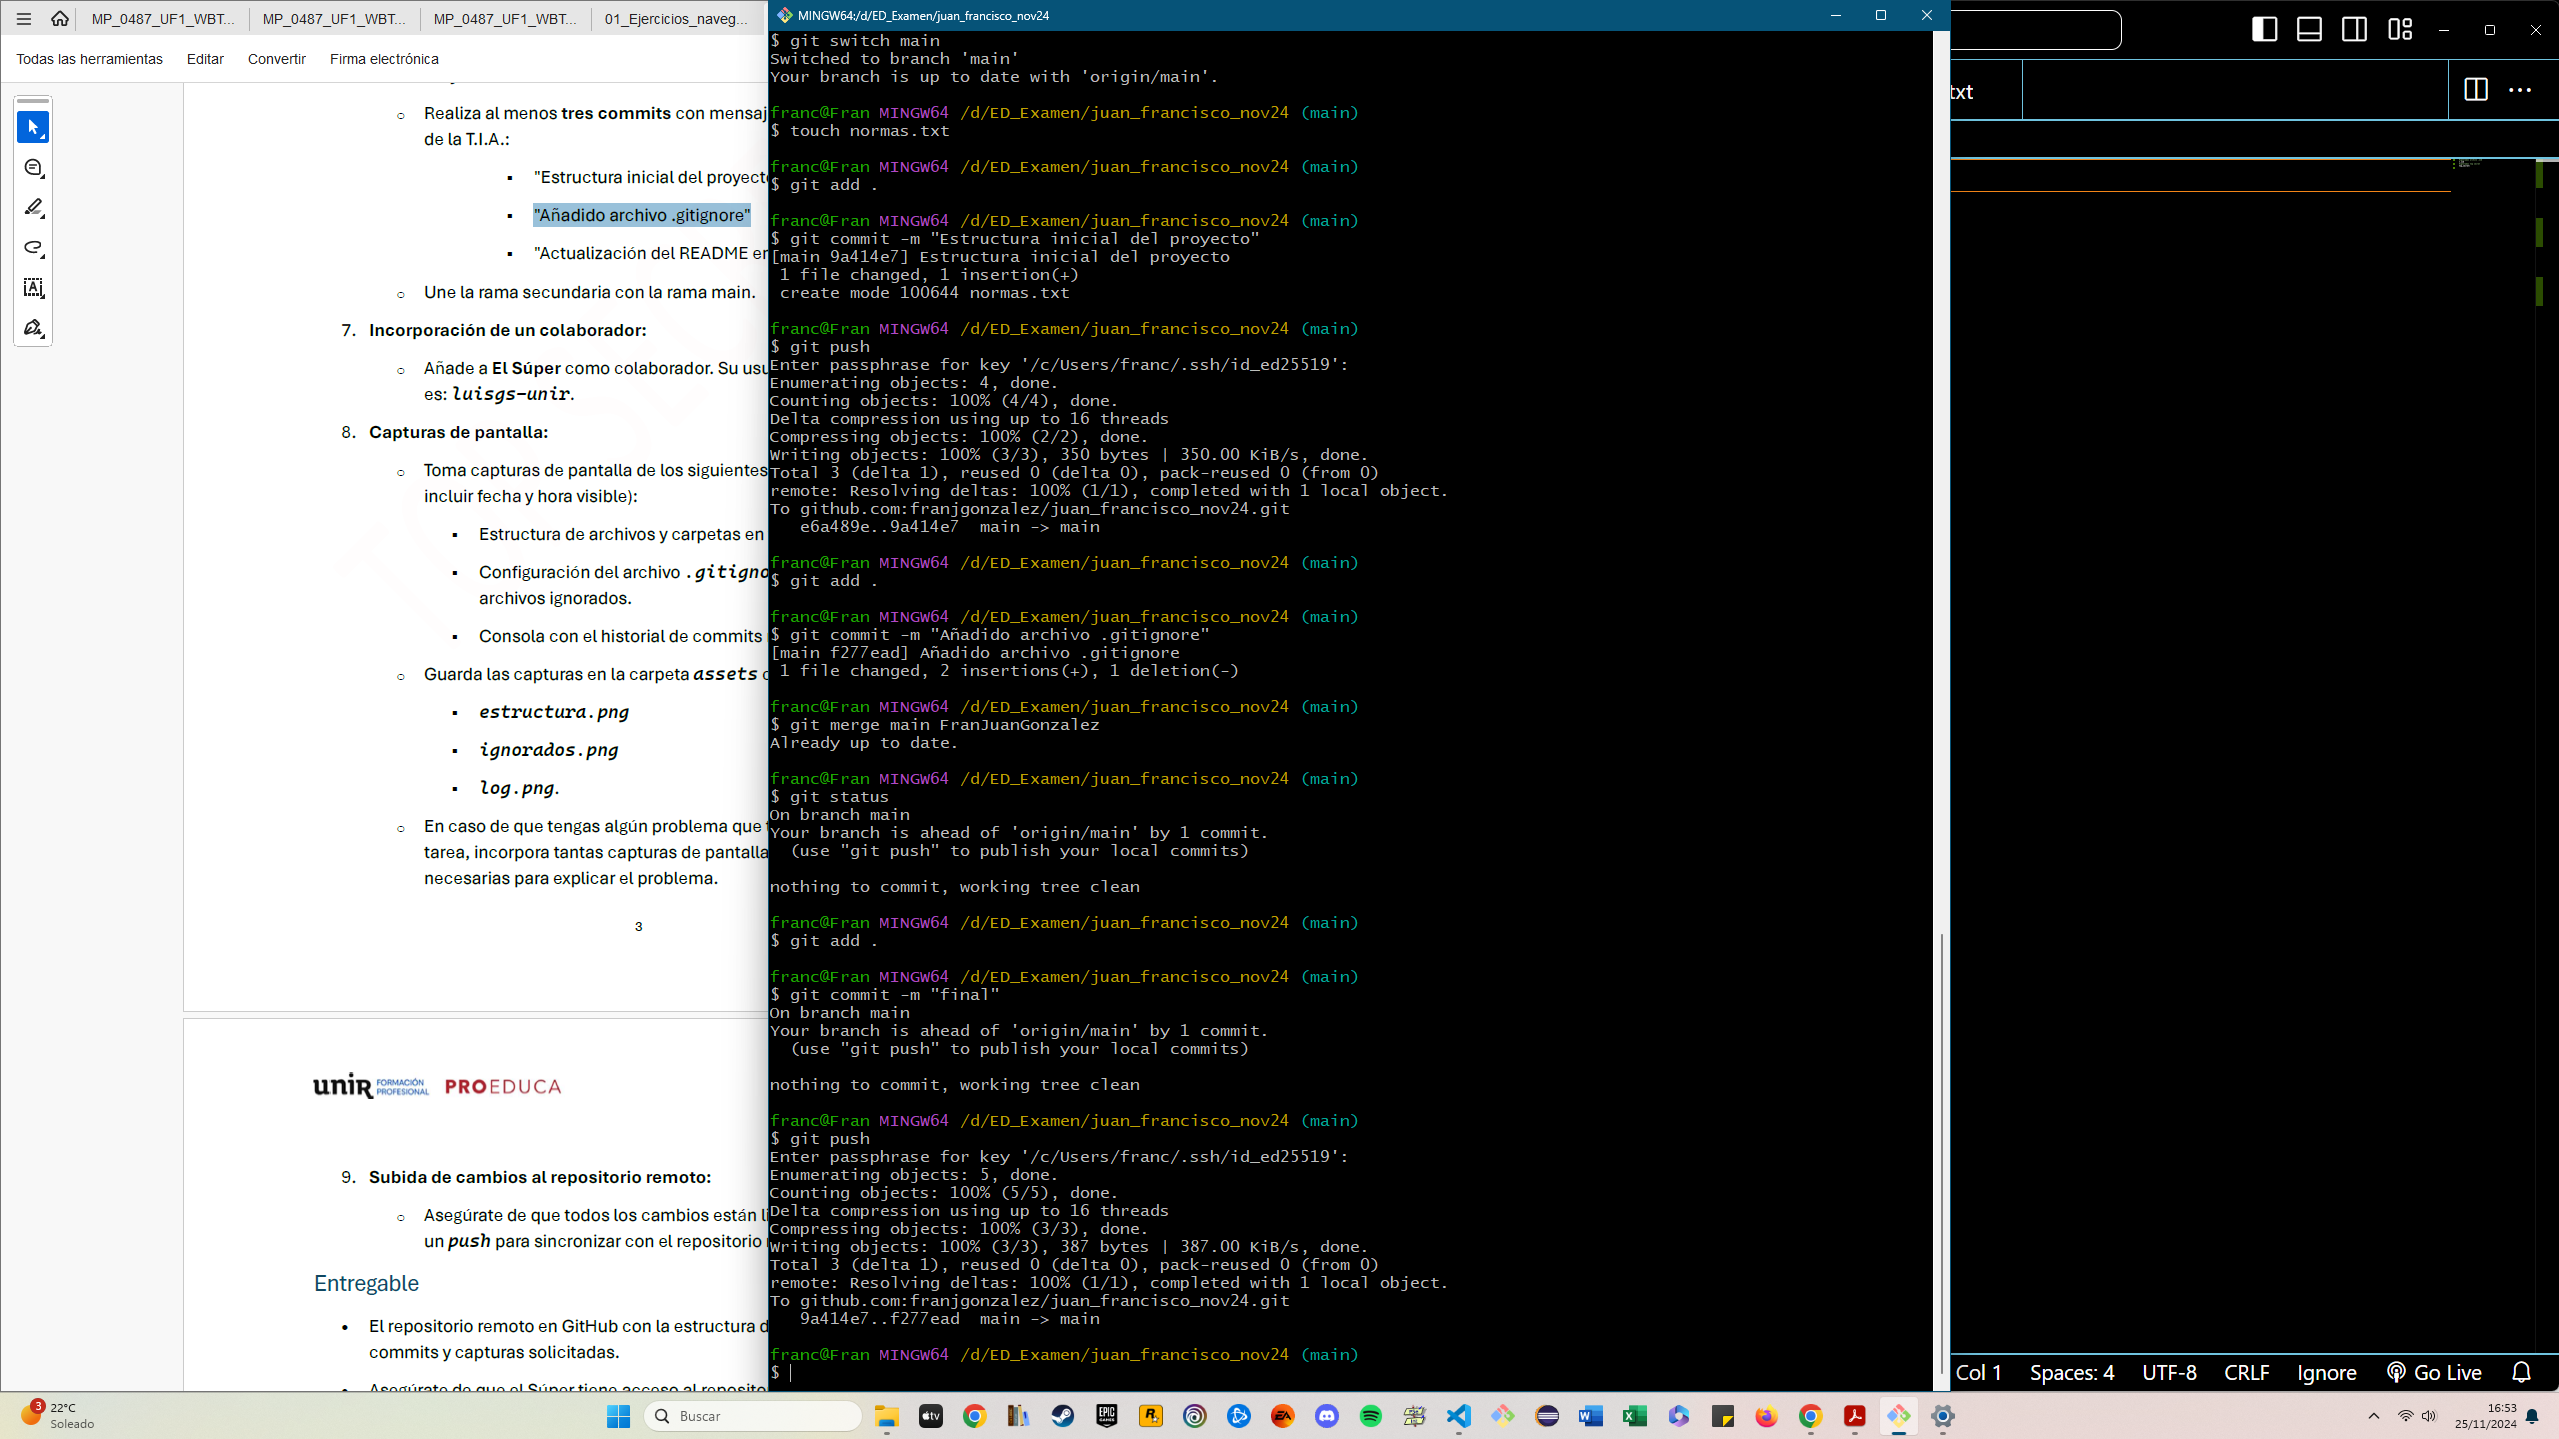 MP_0487_UF1_WBT...
MP_0487_UF1_WBT...
MP_0487_UF1_WBT...
01_Ejercicios_naveg...
Todas las herramientas
Editar
Convertir
Firma electrónica
Realiza al menos tres commits con mensaj
de la T.I.A.:
"Estructura inicial del proyecto
"Añadido archivo .gitignore"
"Actualización del README en
Une la rama secundaria con la rama main.
7. Incorporación de un colaborador:
Añade a El Súper como colaborador. Su usu
es: luisgs-unir.
8. Capturas de pantalla:
Toma capturas de pantalla de los siguientes
incluir fecha y hora visible):
Estructura de archivos y carpetas en
Configuración del archivo .gitigno
archivos ignorados.
Consola con el historial de commits
Guarda las capturas en la carpeta assets
estructura.png
ignorados.png
log.png.
En caso de que tengas algún problema que
tarea, incorpora tantas capturas de pantalla
necesarias para explicar el problema.
3
unir FORMACIÓN PROFESIONAL PROEDUCA
9. Subida de cambios al repositorio remoto:
Asegúrate de que todos los cambios están li
un push para sincronizar con el repositorio
Entregable
El repositorio remoto en GitHub con la estructura d
commits y capturas solicitadas.
Asegúrate de que el Súper tiene acceso al reposito
MINGW64:/d/ED_Examen/juan_francisco_nov24
$ git switch main
Switched to branch 'main'
Your branch is up to date with 'origin/main'.
franc@Fran MINGW64 /d/ED_Examen/juan_francisco_nov24 (main)
$ touch normas.txt
franc@Fran MINGW64 /d/ED_Examen/juan_francisco_nov24 (main)
$ git add .
franc@Fran MINGW64 /d/ED_Examen/juan_francisco_nov24 (main)
$ git commit -m "Estructura inicial del proyecto"
[main 9a414e7] Estructura inicial del proyecto
1 file changed, 1 insertion(+)
create mode 100644 normas.txt
franc@Fran MINGW64 /d/ED_Examen/juan_francisco_nov24 (main)
$ git push
Enter passphrase for key '/c/Users/franc/.ssh/id_ed25519':
Enumerating objects: 4, done.
Counting objects: 100% (4/4), done.
Delta compression using up to 16 threads
Compressing objects: 100% (2/2), done.
Writing objects: 100% (3/3), 350 bytes | 350.00 KiB/s, done.
Total 3 (delta 1), reused 0 (delta 0), pack-reused 0 (from 0)
remote: Resolving deltas: 100% (1/1), completed with 1 local object.
To github.com:franjgonzalez/juan_francisco_nov24.git
e6a489e..9a414e7 main -> main
franc@Fran MINGW64 /d/ED_Examen/juan_francisco_nov24 (main)
$ git add .
franc@Fran MINGW64 /d/ED_Examen/juan_francisco_nov24 (main)
$ git commit -m "Añadido archivo .gitignore"
[main f277ead] Añadido archivo .gitignore
1 file changed, 2 insertions(+), 1 deletion(-)
franc@Fran MINGW64 /d/ED_Examen/juan_francisco_nov24 (main)
$ git merge main FranJuanGonzalez
Already up to date.
franc@Fran MINGW64 /d/ED_Examen/juan_francisco_nov24 (main)
$ git status
On branch main
Your branch is ahead of 'origin/main' by 1 commit.
(use "git push" to publish your local commits)
nothing to commit, working tree clean
franc@Fran MINGW64 /d/ED_Examen/juan_francisco_nov24 (main)
$ git add .
franc@Fran MINGW64 /d/ED_Examen/juan_francisco_nov24 (main)
$ git commit -m "final"
On branch main
Your branch is ahead of 'origin/main' by 1 commit.
(use "git push" to publish your local commits)
nothing to commit, working tree clean
franc@Fran MINGW64 /d/ED_Examen/juan_francisco_nov24 (main)
$ git push
Enter passphrase for key '/c/Users/franc/.ssh/id_ed25519':
Enumerating objects: 5, done.
Counting objects: 100% (5/5), done.
Delta compression using up to 16 threads
Compressing objects: 100% (3/3), done.
Writing objects: 100% (3/3), 387 bytes | 387.00 KiB/s, done.
Total 3 (delta 1), reused 0 (delta 0), pack-reused 0 (from 0)
remote: Resolving deltas: 100% (1/1), completed with 1 local object.
To github.com:franjgonzalez/juan_francisco_nov24.git
9a414e7..f277ead main -> main
franc@Fran MINGW64 /d/ED_Examen/juan_francisco_nov24 (main)
$
txt
Col 1
Spaces: 4
UTF-8
CRLF
Ignore
Go Live
3
22°C
Soleado
Buscar
tv
EPIC GAMES
EA
16:53
25/11/2024